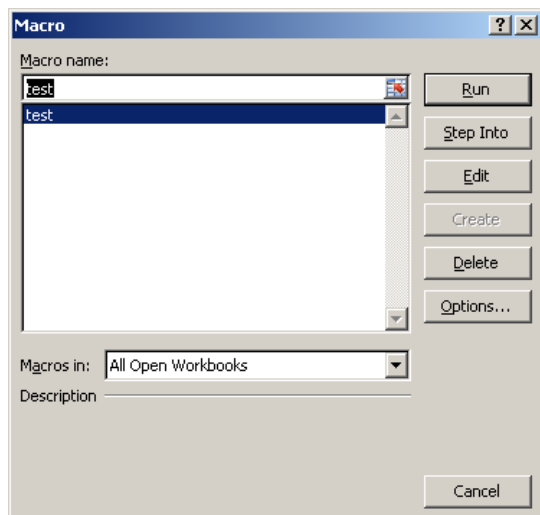 Macro
Macro name:
test
test
Run
Step Into
Edit
Create
Delete
Options...
Macros in: All Open Workbooks
Description
Cancel